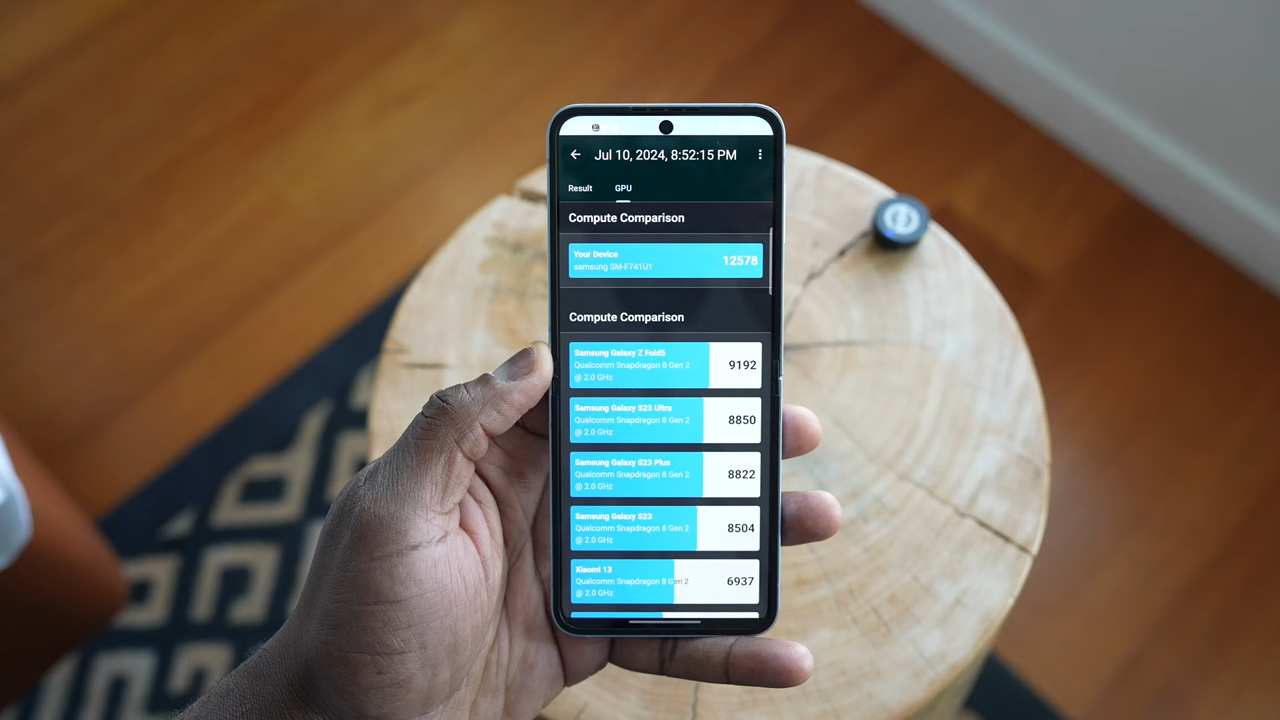 Jul 10, 2024, 8:52:15 PM
Result GPU
Compute Comparison
Your Device
samsung SM-F741U1
12578
Compute Comparison
Samsung Galaxy Z Fold5
Qualcomm Snapdragon 8 Gen 2
@ 2.0 GHz
9192
Samsung Galaxy S23 Ultra
Qualcomm Snapdragon 8 Gen 2
@ 2.0 GHz
8850
Samsung Galaxy S23 Plus
Qualcomm Snapdragon 8 Gen 2
@ 2.0 GHz
8822
Samsung Galaxy S23
Qualcomm Snapdragon 8 Gen 2
@ 2.0 GHz
8504
Xiaomi 13
Qualcomm Snapdragon 8 Gen 2
@ 2.0 GHz
6937